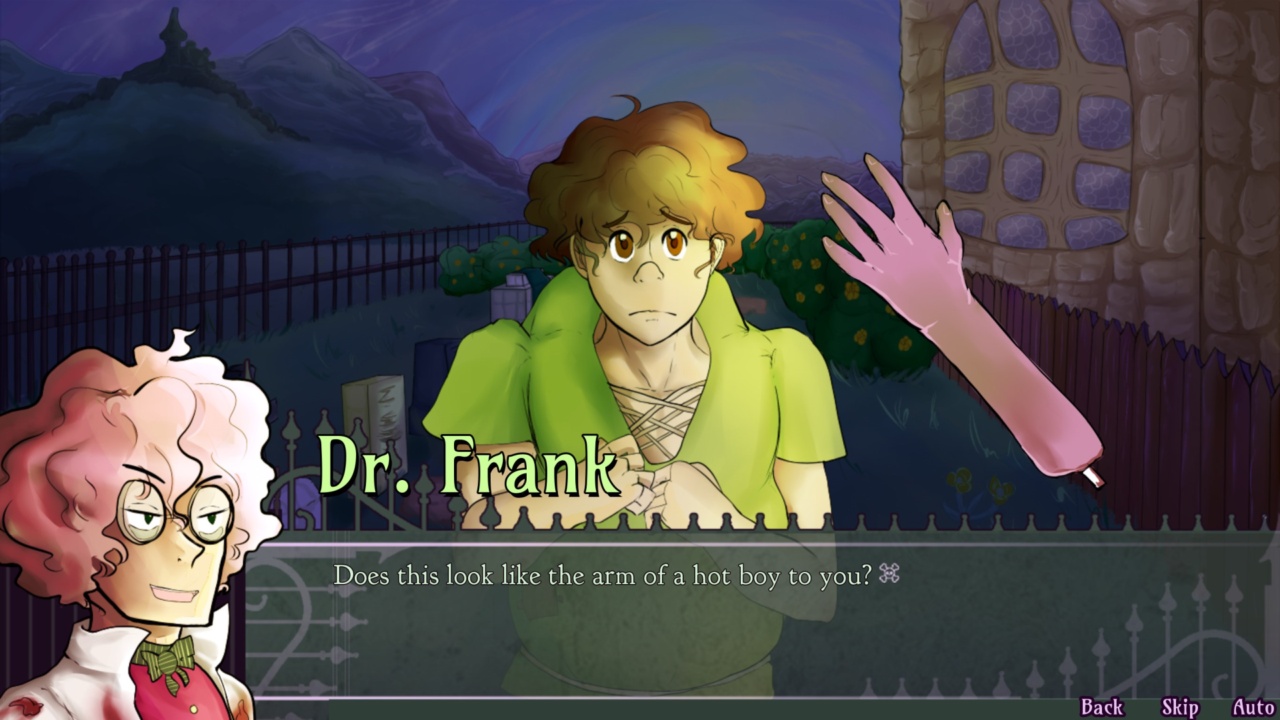 Dr. Frank
Does this look like the arm of a hot boy to you?
Back Skip Auto